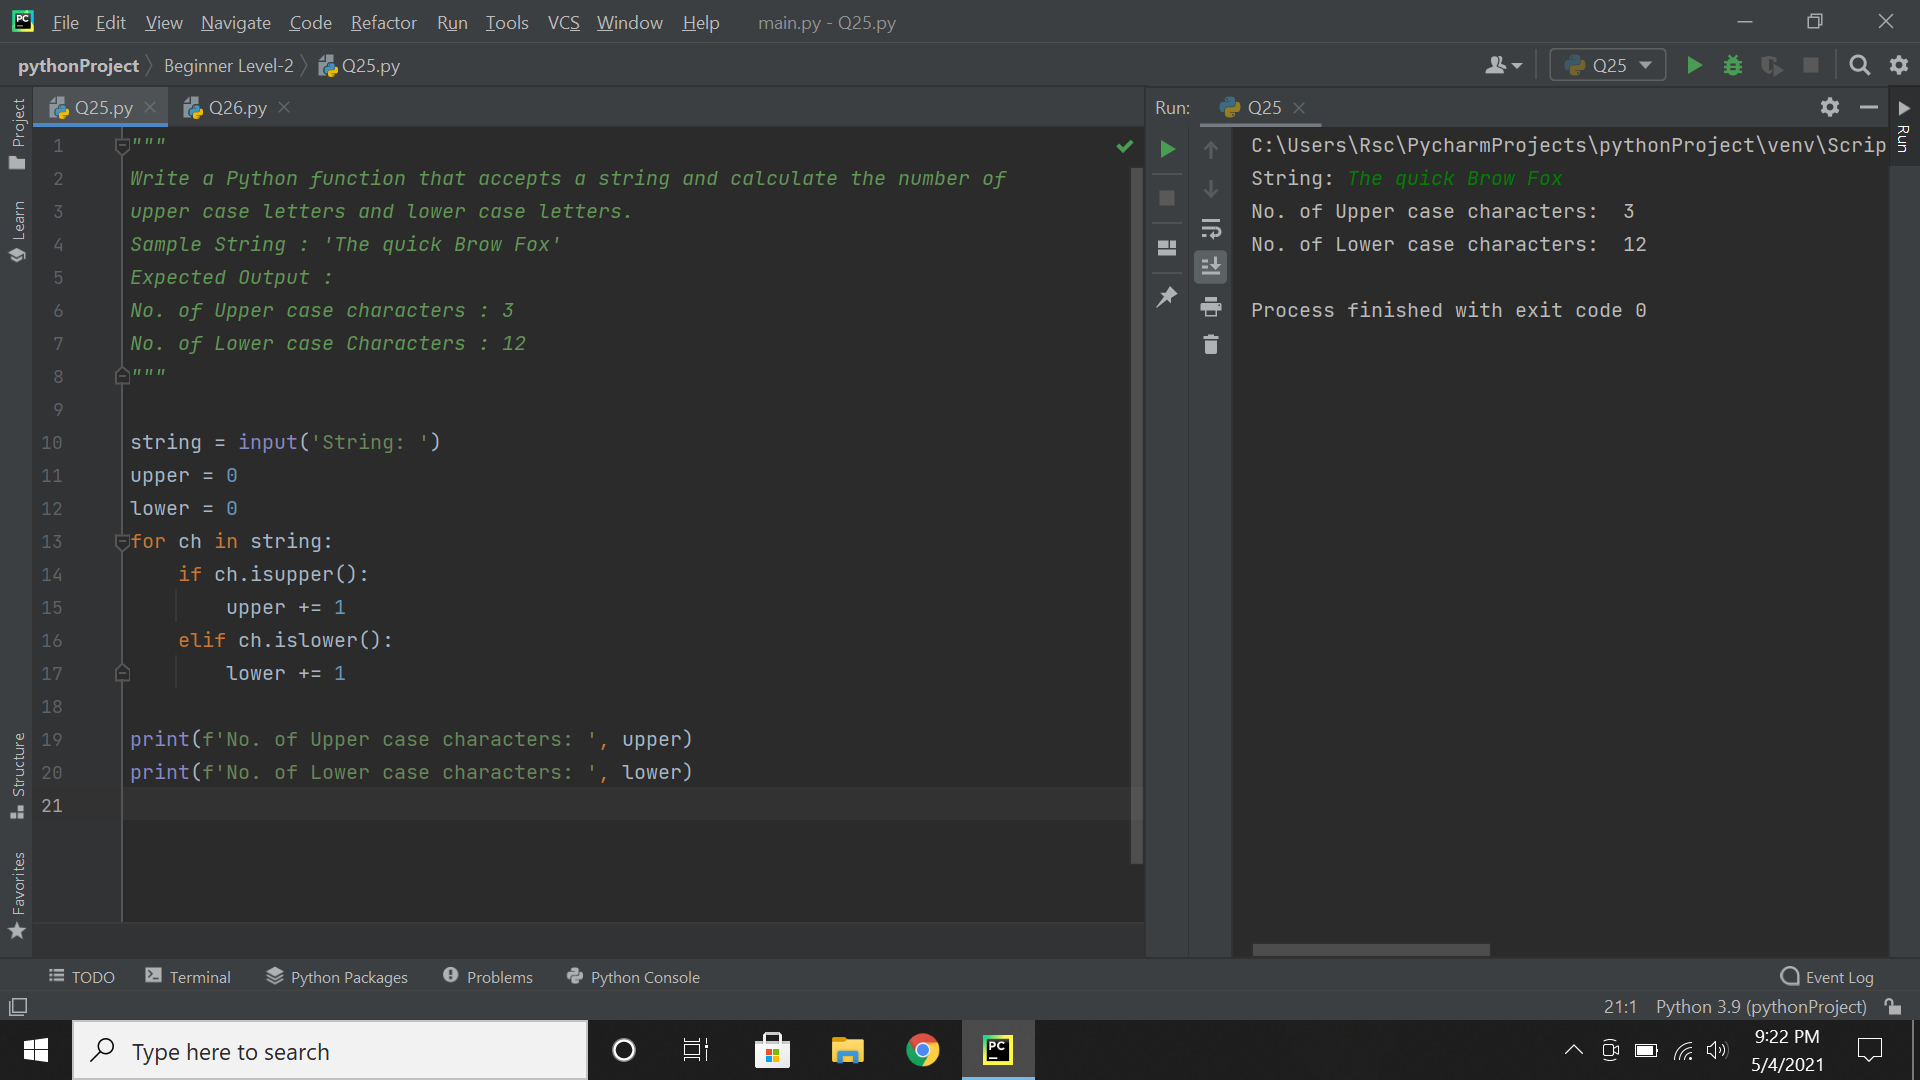 File Edit View Navigate Code Refactor Run Tools VCS Window Help main.py - Q25.py
pythonProject Beginner Level-2 Q25.py Q25
Project
Learn
Structure
Favorites
Q25.py Q26.py
1 """
2 Write a Python function that accepts a string and calculate the number of
3 upper case letters and lower case letters.
4 Sample String : 'The quick Brow Fox'
5 Expected Output :
6 No. of Upper case characters : 3
7 No. of Lower case Characters : 12
8 """
9
10 string = input('String: ')
11 upper = 0
12 lower = 0
13 for ch in string:
14 if ch.isupper():
15 upper += 1
16 elif ch.islower():
17 lower += 1
18
19 print(f'No. of Upper case characters: ', upper)
20 print(f'No. of Lower case characters: ', lower)
21
Run: Q25
Run
C:\Users\Rsc\PycharmProjects\pythonProject\venv\Scrip
String: The quick Brow Fox
No. of Upper case characters:  3
No. of Lower case characters:  12
Process finished with exit code 0
TODO Terminal Python Packages Problems Python Console Event Log
21:1 Python 3.9 (pythonProject)
Type here to search
PC
9:22 PM
5/4/2021